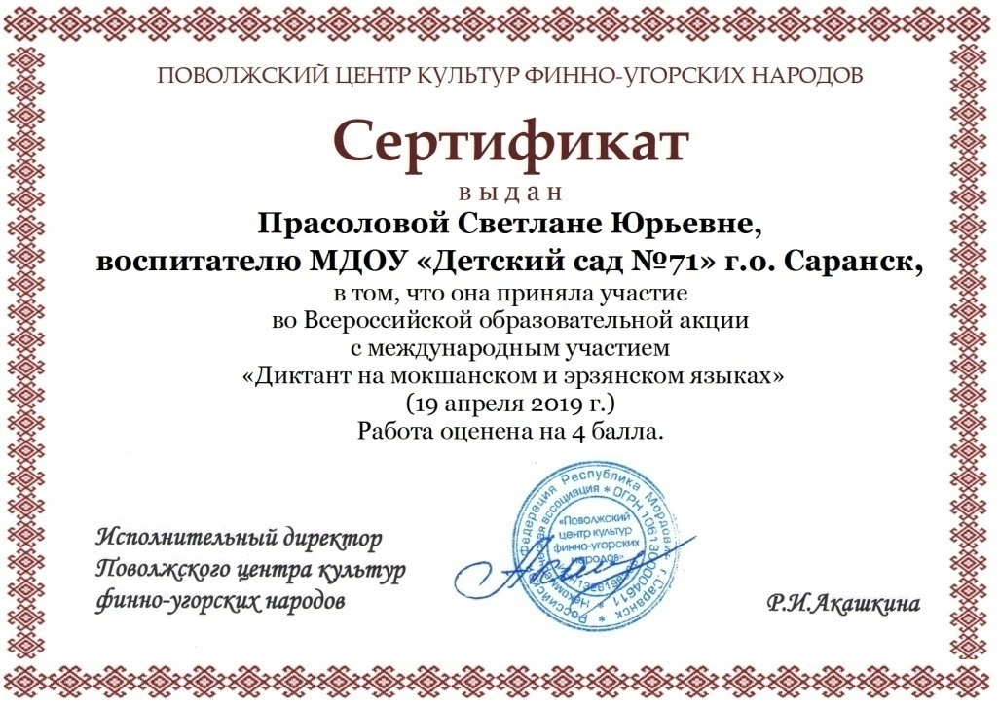 ПОВОЛЖСКИЙ ЦЕНТР КУЛЬТУР ФИННО-УГОРСКИХ НАРОДОВ
Сертификат
выдан
Прасоловой Светлане Юрьевне,
воспитателю МДОУ «Детский сад №71» г.о. Саранск,
в том, что она приняла участие
во Всероссийской образовательной акции
с международным участием
«Диктант на мокшанском и эрзянском языках»
(19 апреля 2019 г.)
Работа оценена на 4 балла.
Исполнительный директор
Поволжского центра культур
финно-угорских народов
Р.И.Акашкина
Российская Федерация Республика Мордовия г.Саранск
Некоммерческая ассоциация * ОГРН
«Поволжский
центр культур
финно-угорских
народов»